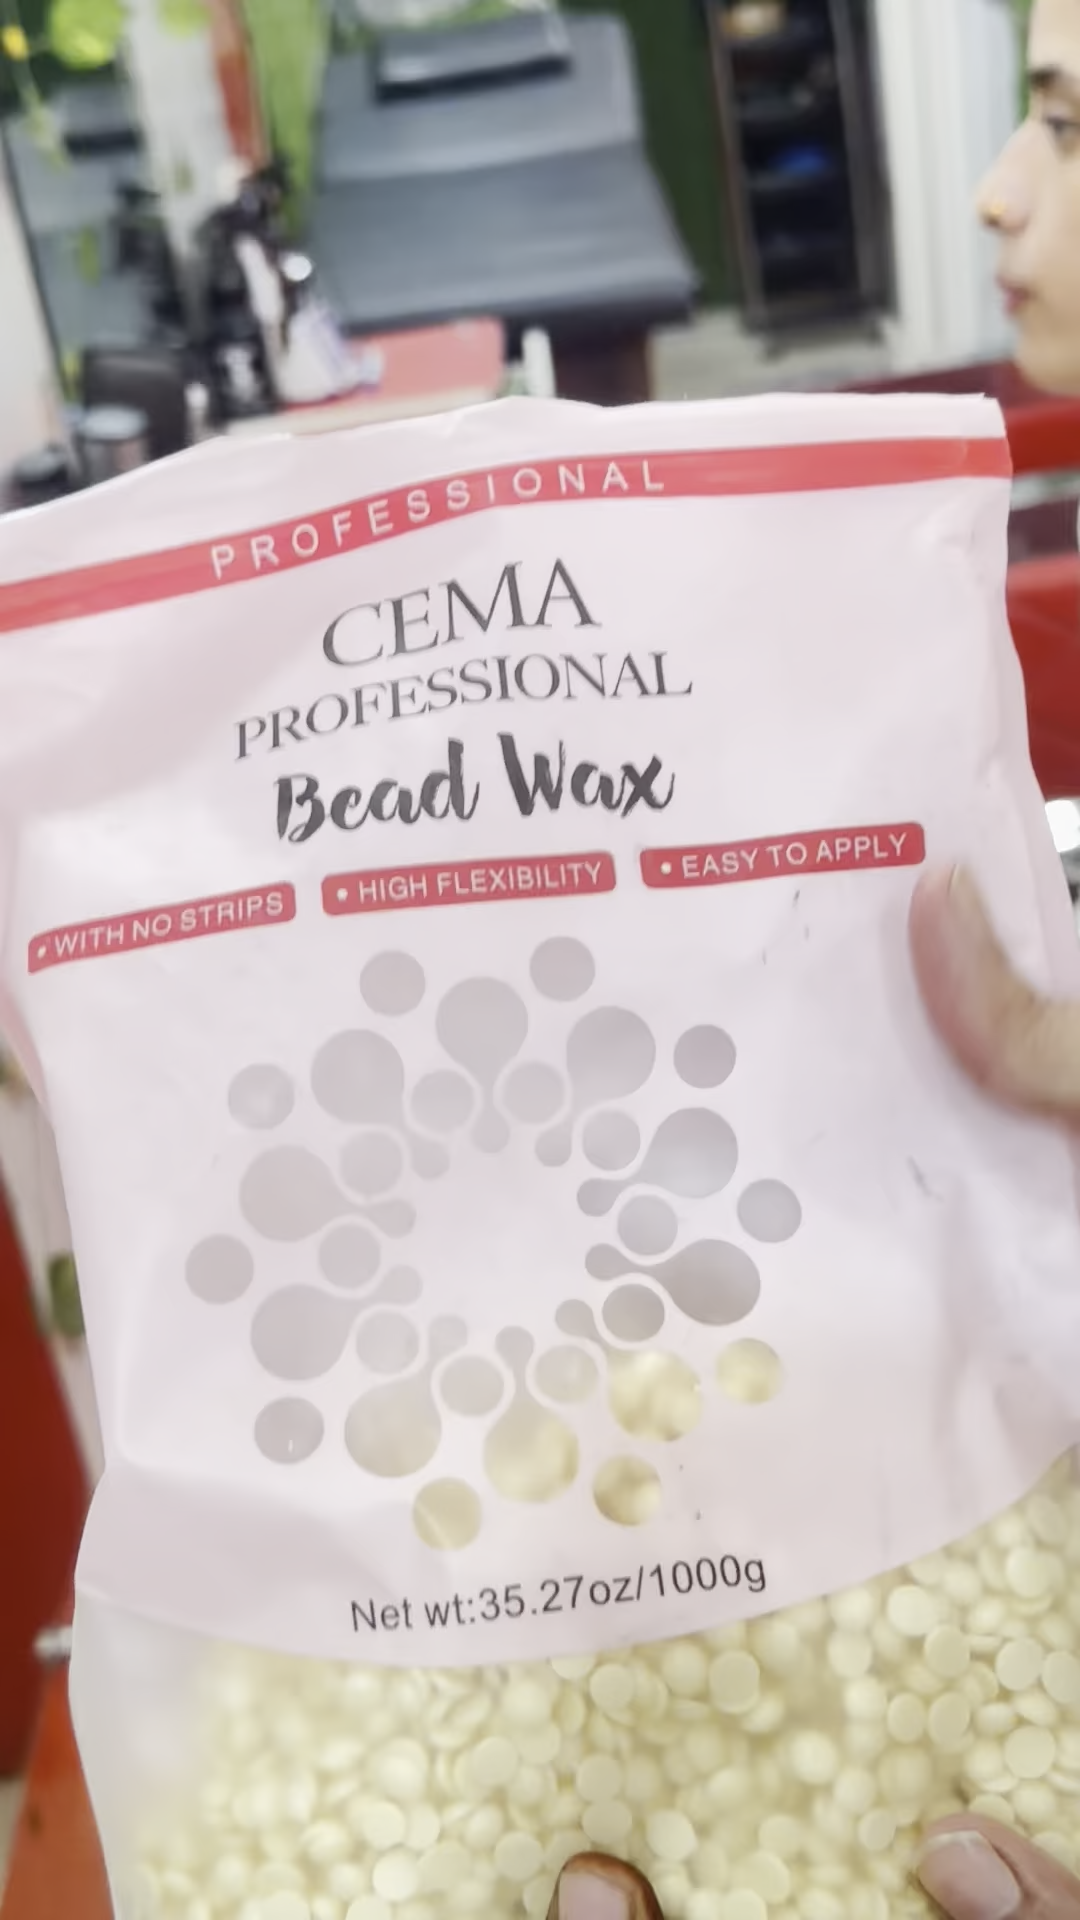 PROFESSIONAL
CEMA
PROFESSIONAL
Bead Wax
• WITH NO STRIPS • HIGH FLEXIBILITY • EASY TO APPLY
Net wt:35.27oz/1000g